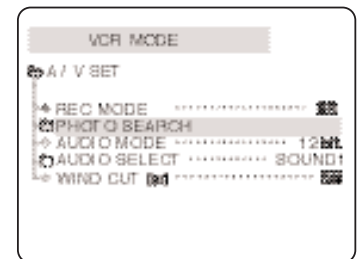 VCR MODE
A / V SET
REC MODE
PHOTO SEARCH
AUDIO MODE 12bit
AUDIO SELECT SOUND1
WIND CUT